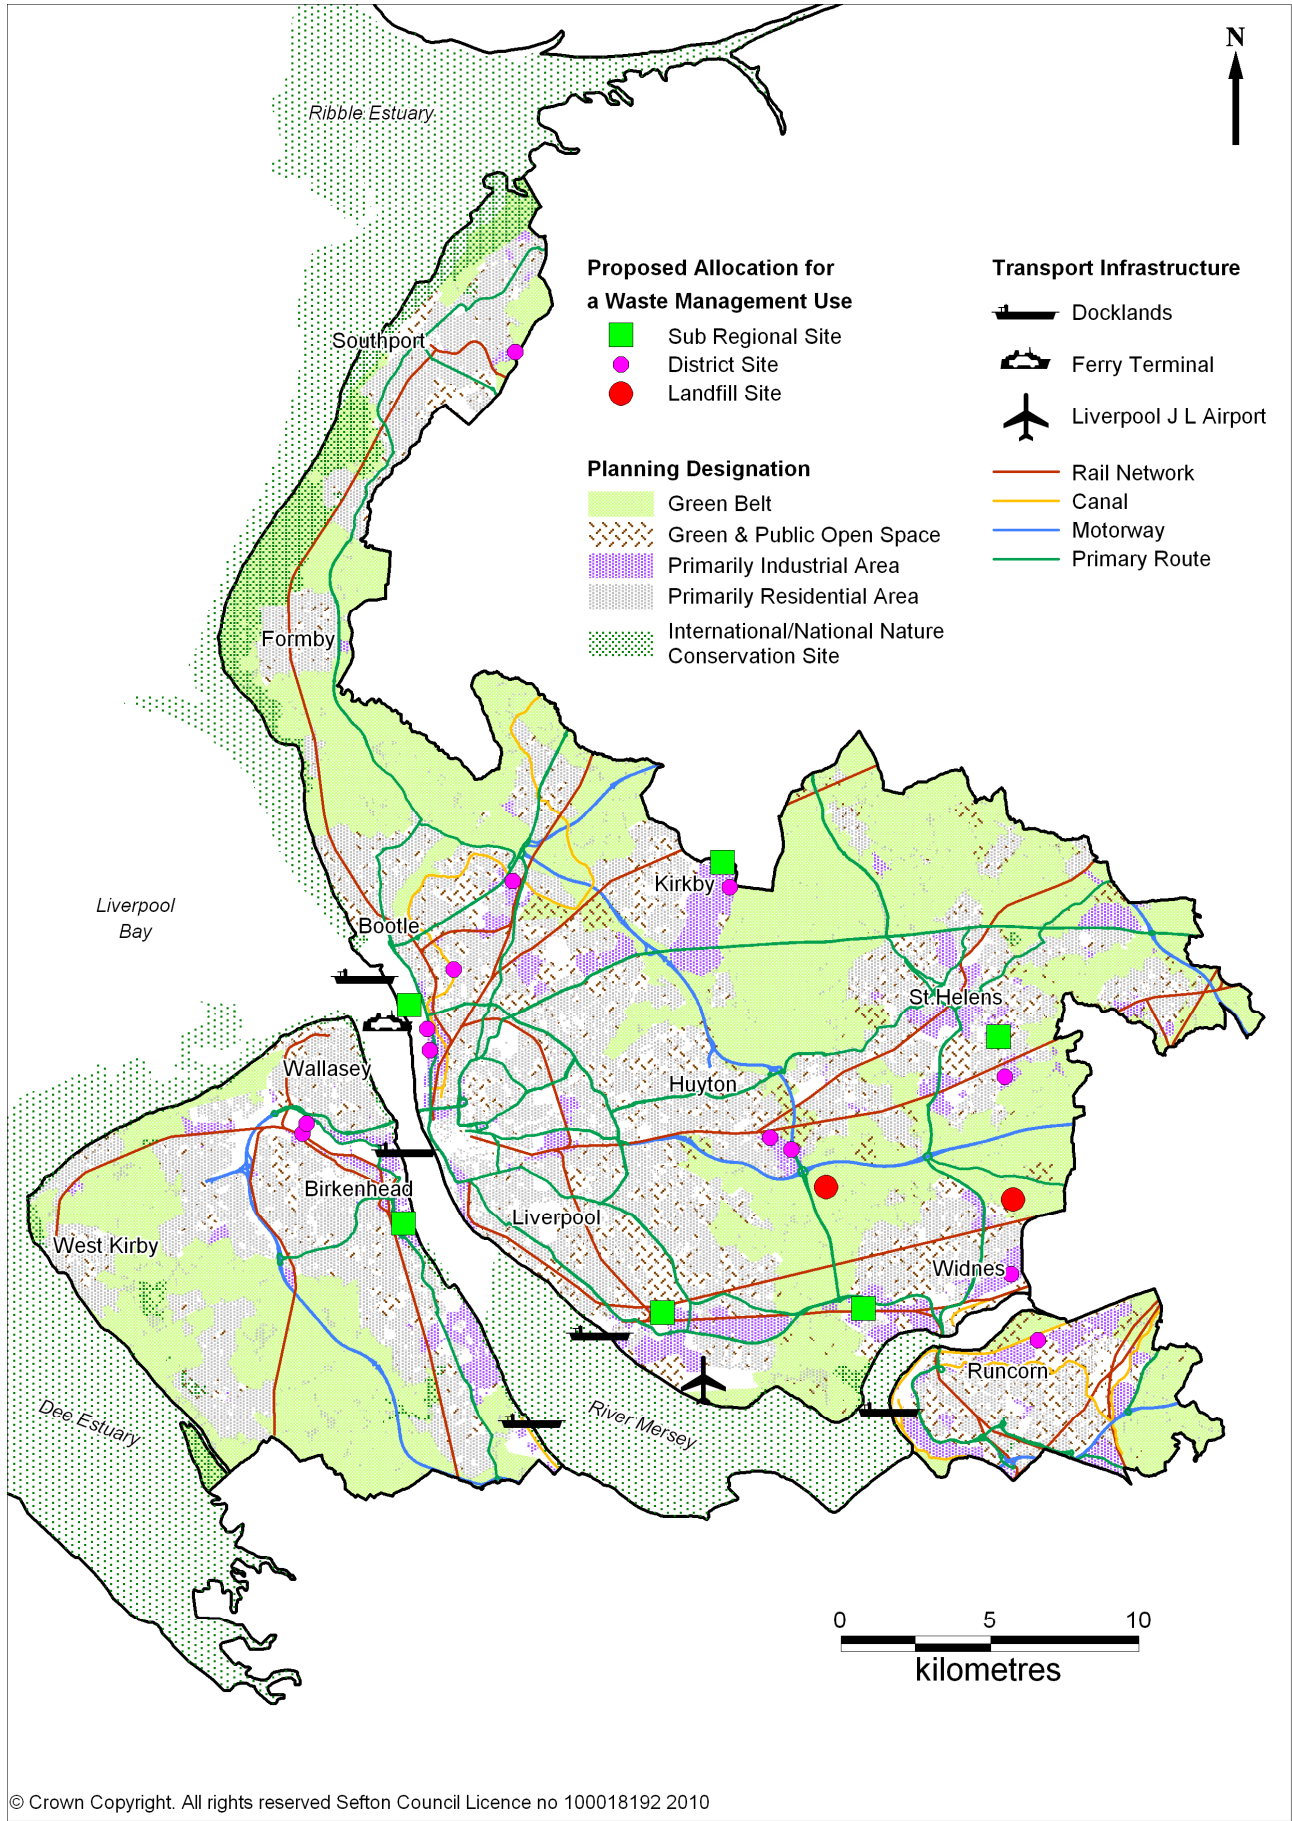 N
Ribble Estuary
Proposed Allocation for
a Waste Management Use
Sub Regional Site
District Site
Landfill Site
Planning Designation
Green Belt
Green & Public Open Space
Primarily Industrial Area
Primarily Residential Area
International/National Nature
Conservation Site
Transport Infrastructure
Docklands
Ferry Terminal
Liverpool J L Airport
Rail Network
Canal
Motorway
Primary Route
Southport
Formby
Kirkby
Liverpool
Bay
Bootle
St Helens
Wallasey
Huyton
Birkenhead
Liverpool
West Kirby
Widnes
Runcorn
Dee Estuary
River Mersey
0 5 10
kilometres
© Crown Copyright. All rights reserved Sefton Council Licence no 100018192 2010